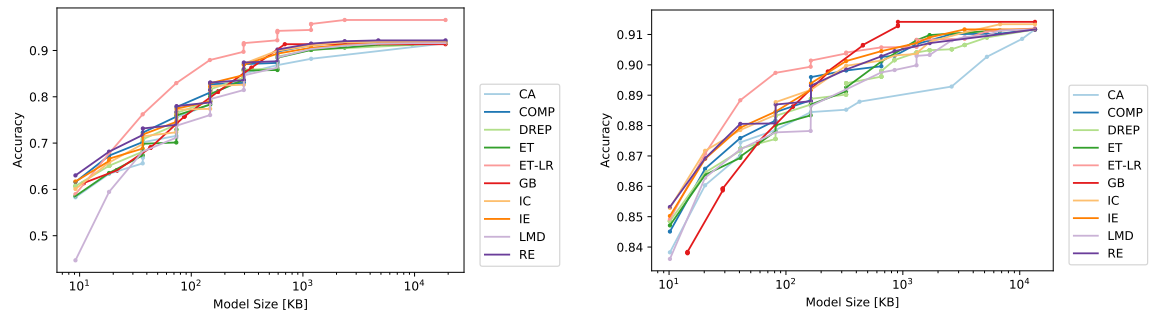 0.9
0.8
0.7
0.6
0.5
Accuracy
10¹ 10² 10³ 10⁴
Model Size [KB]
CA
COMP
DREP
ET
ET-LR
GB
IC
IE
LMD
RE
0.91
0.90
0.89
0.88
0.87
0.86
0.85
0.84
Accuracy
10¹ 10² 10³ 10⁴
Model Size [KB]
CA
COMP
DREP
ET
ET-LR
GB
IC
IE
LMD
RE